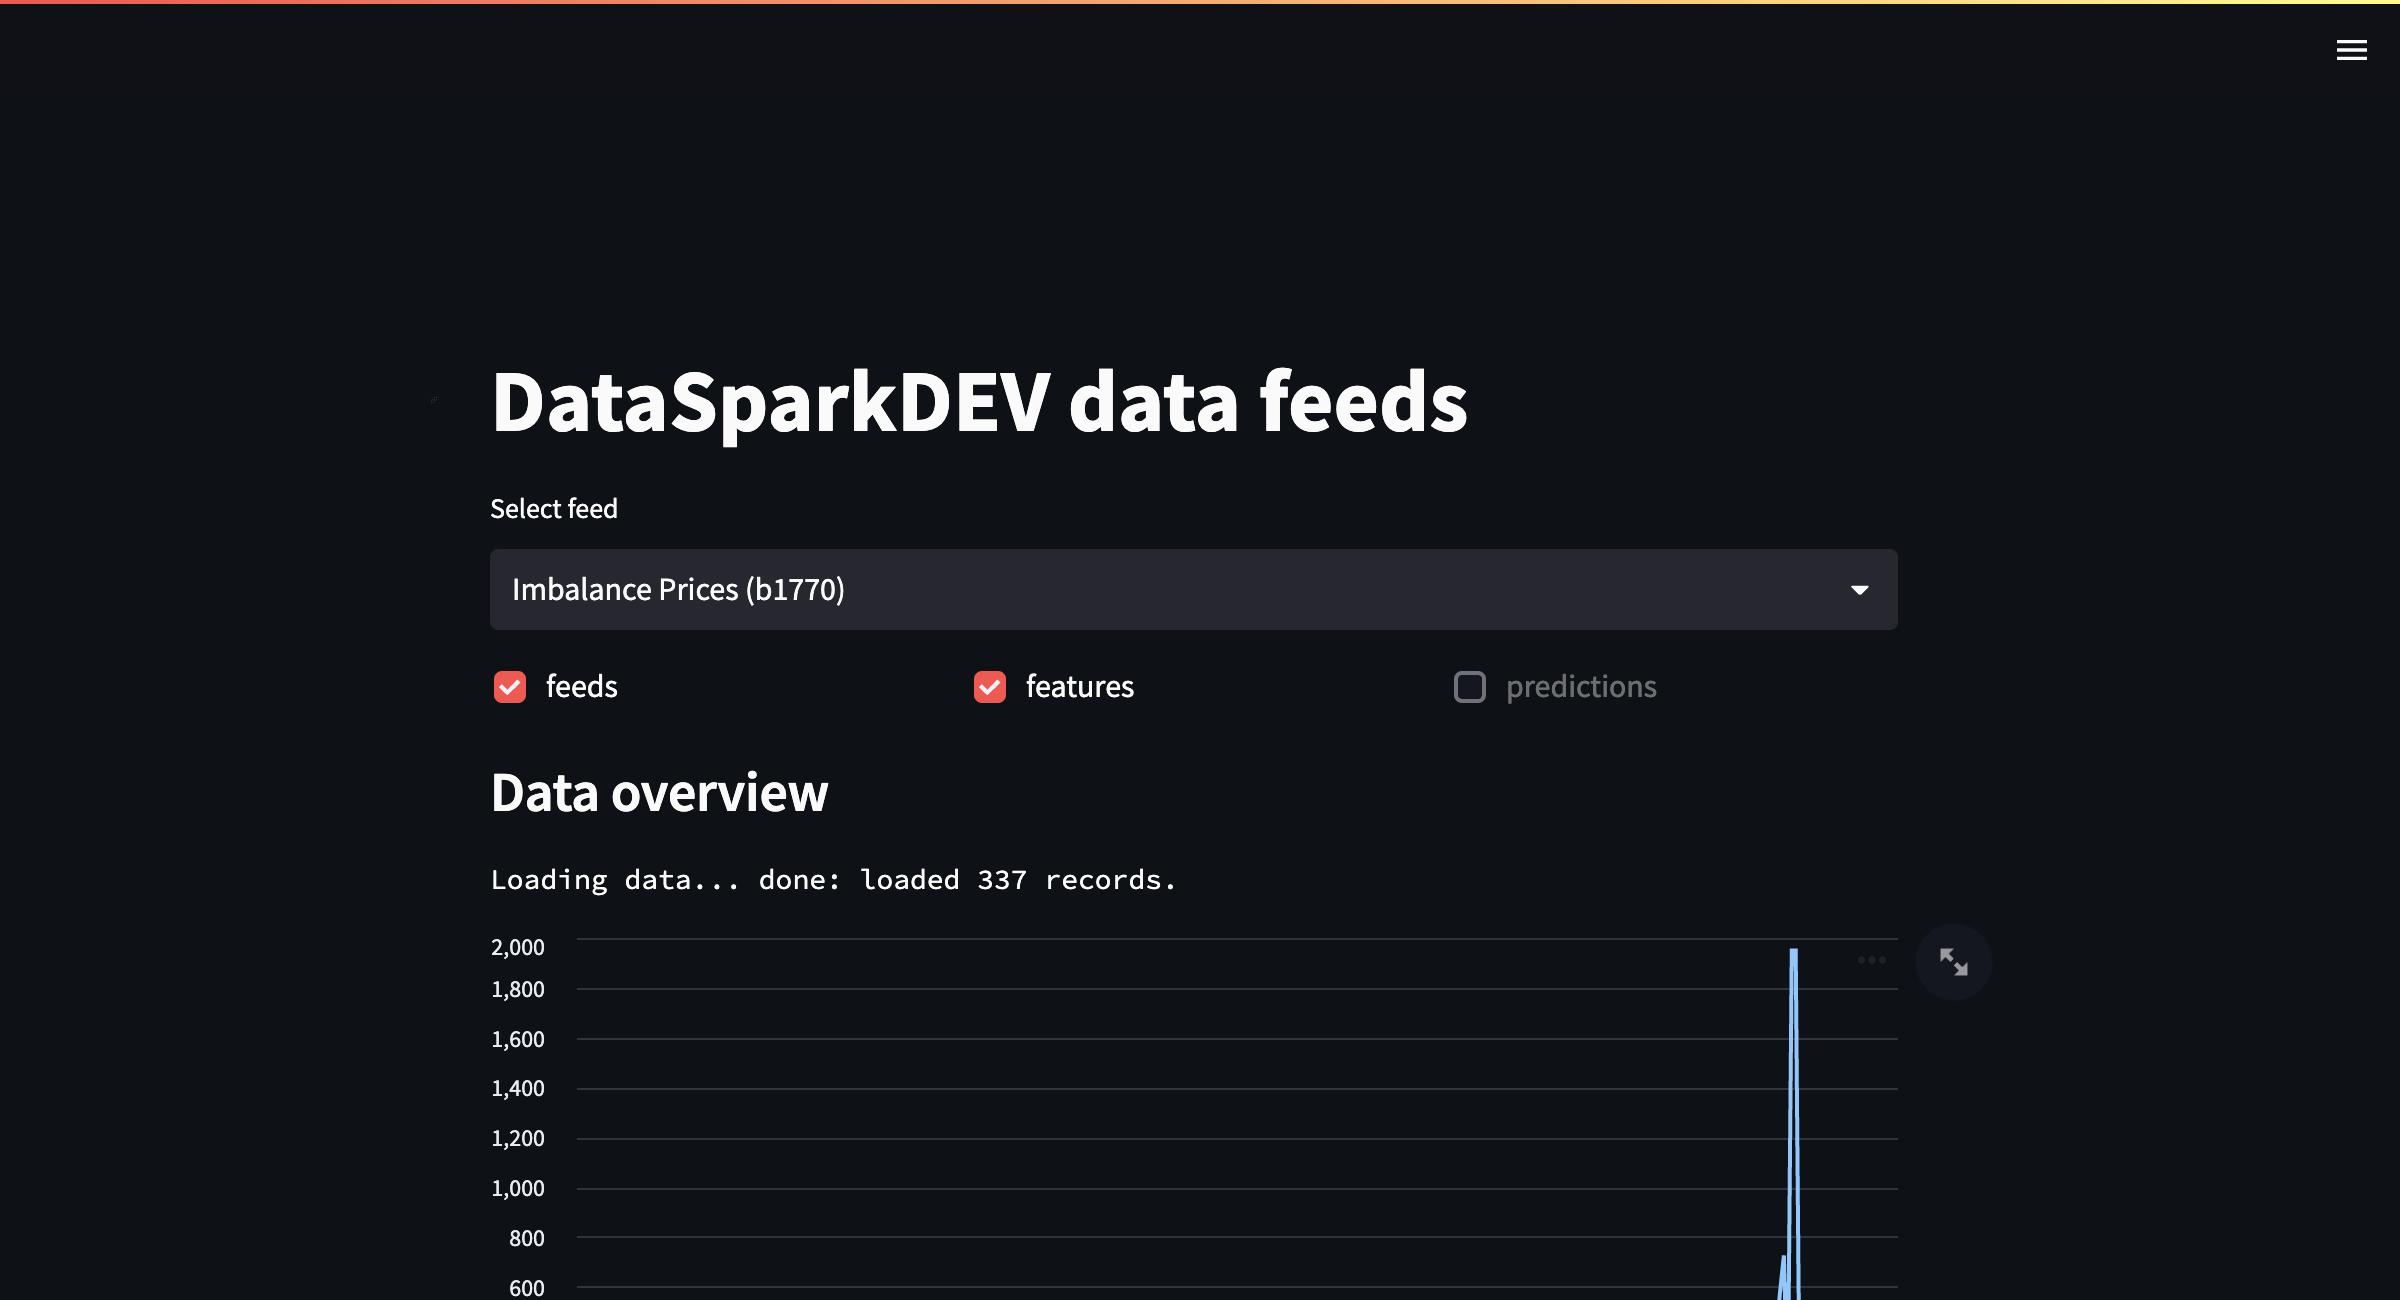 DataSparkDEV data feeds
Select feed
Imbalance Prices (b1770)
feeds features predictions
Data overview
Loading data... done: loaded 337 records.
2,000
1,800
1,600
1,400
1,200
1,000
800
600